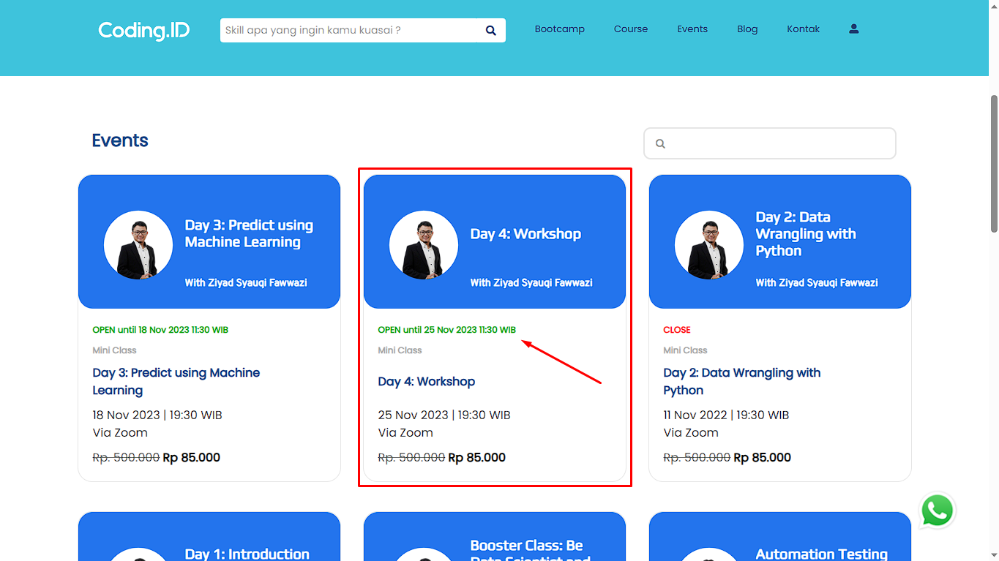 Coding.ID
Skill apa yang ingin kamu kuasai ?
Bootcamp
Course
Events
Blog
Kontak
Events
Day 3: Predict using
Machine Learning
With Ziyad Syauqi Fawwazi
OPEN until 18 Nov 2023 11:30 WIB
Mini Class
Day 3: Predict using Machine
Learning
18 Nov 2023 | 19:30 WIB
Via Zoom
Rp. 500.000 Rp 85.000
Day 4: Workshop
With Ziyad Syauqi Fawwazi
OPEN until 25 Nov 2023 11:30 WIB
Mini Class
Day 4: Workshop
25 Nov 2023 | 19:30 WIB
Via Zoom
Rp. 500.000 Rp 85.000
Day 2: Data
Wrangling with
Python
With Ziyad Syauqi Fawwazi
CLOSE
Mini Class
Day 2: Data Wrangling with
Python
11 Nov 2022 | 19:30 WIB
Via Zoom
Rp. 500.000 Rp 85.000
Day 1: Introduction
Booster Class: Be
Data Scientist and
Automation Testing